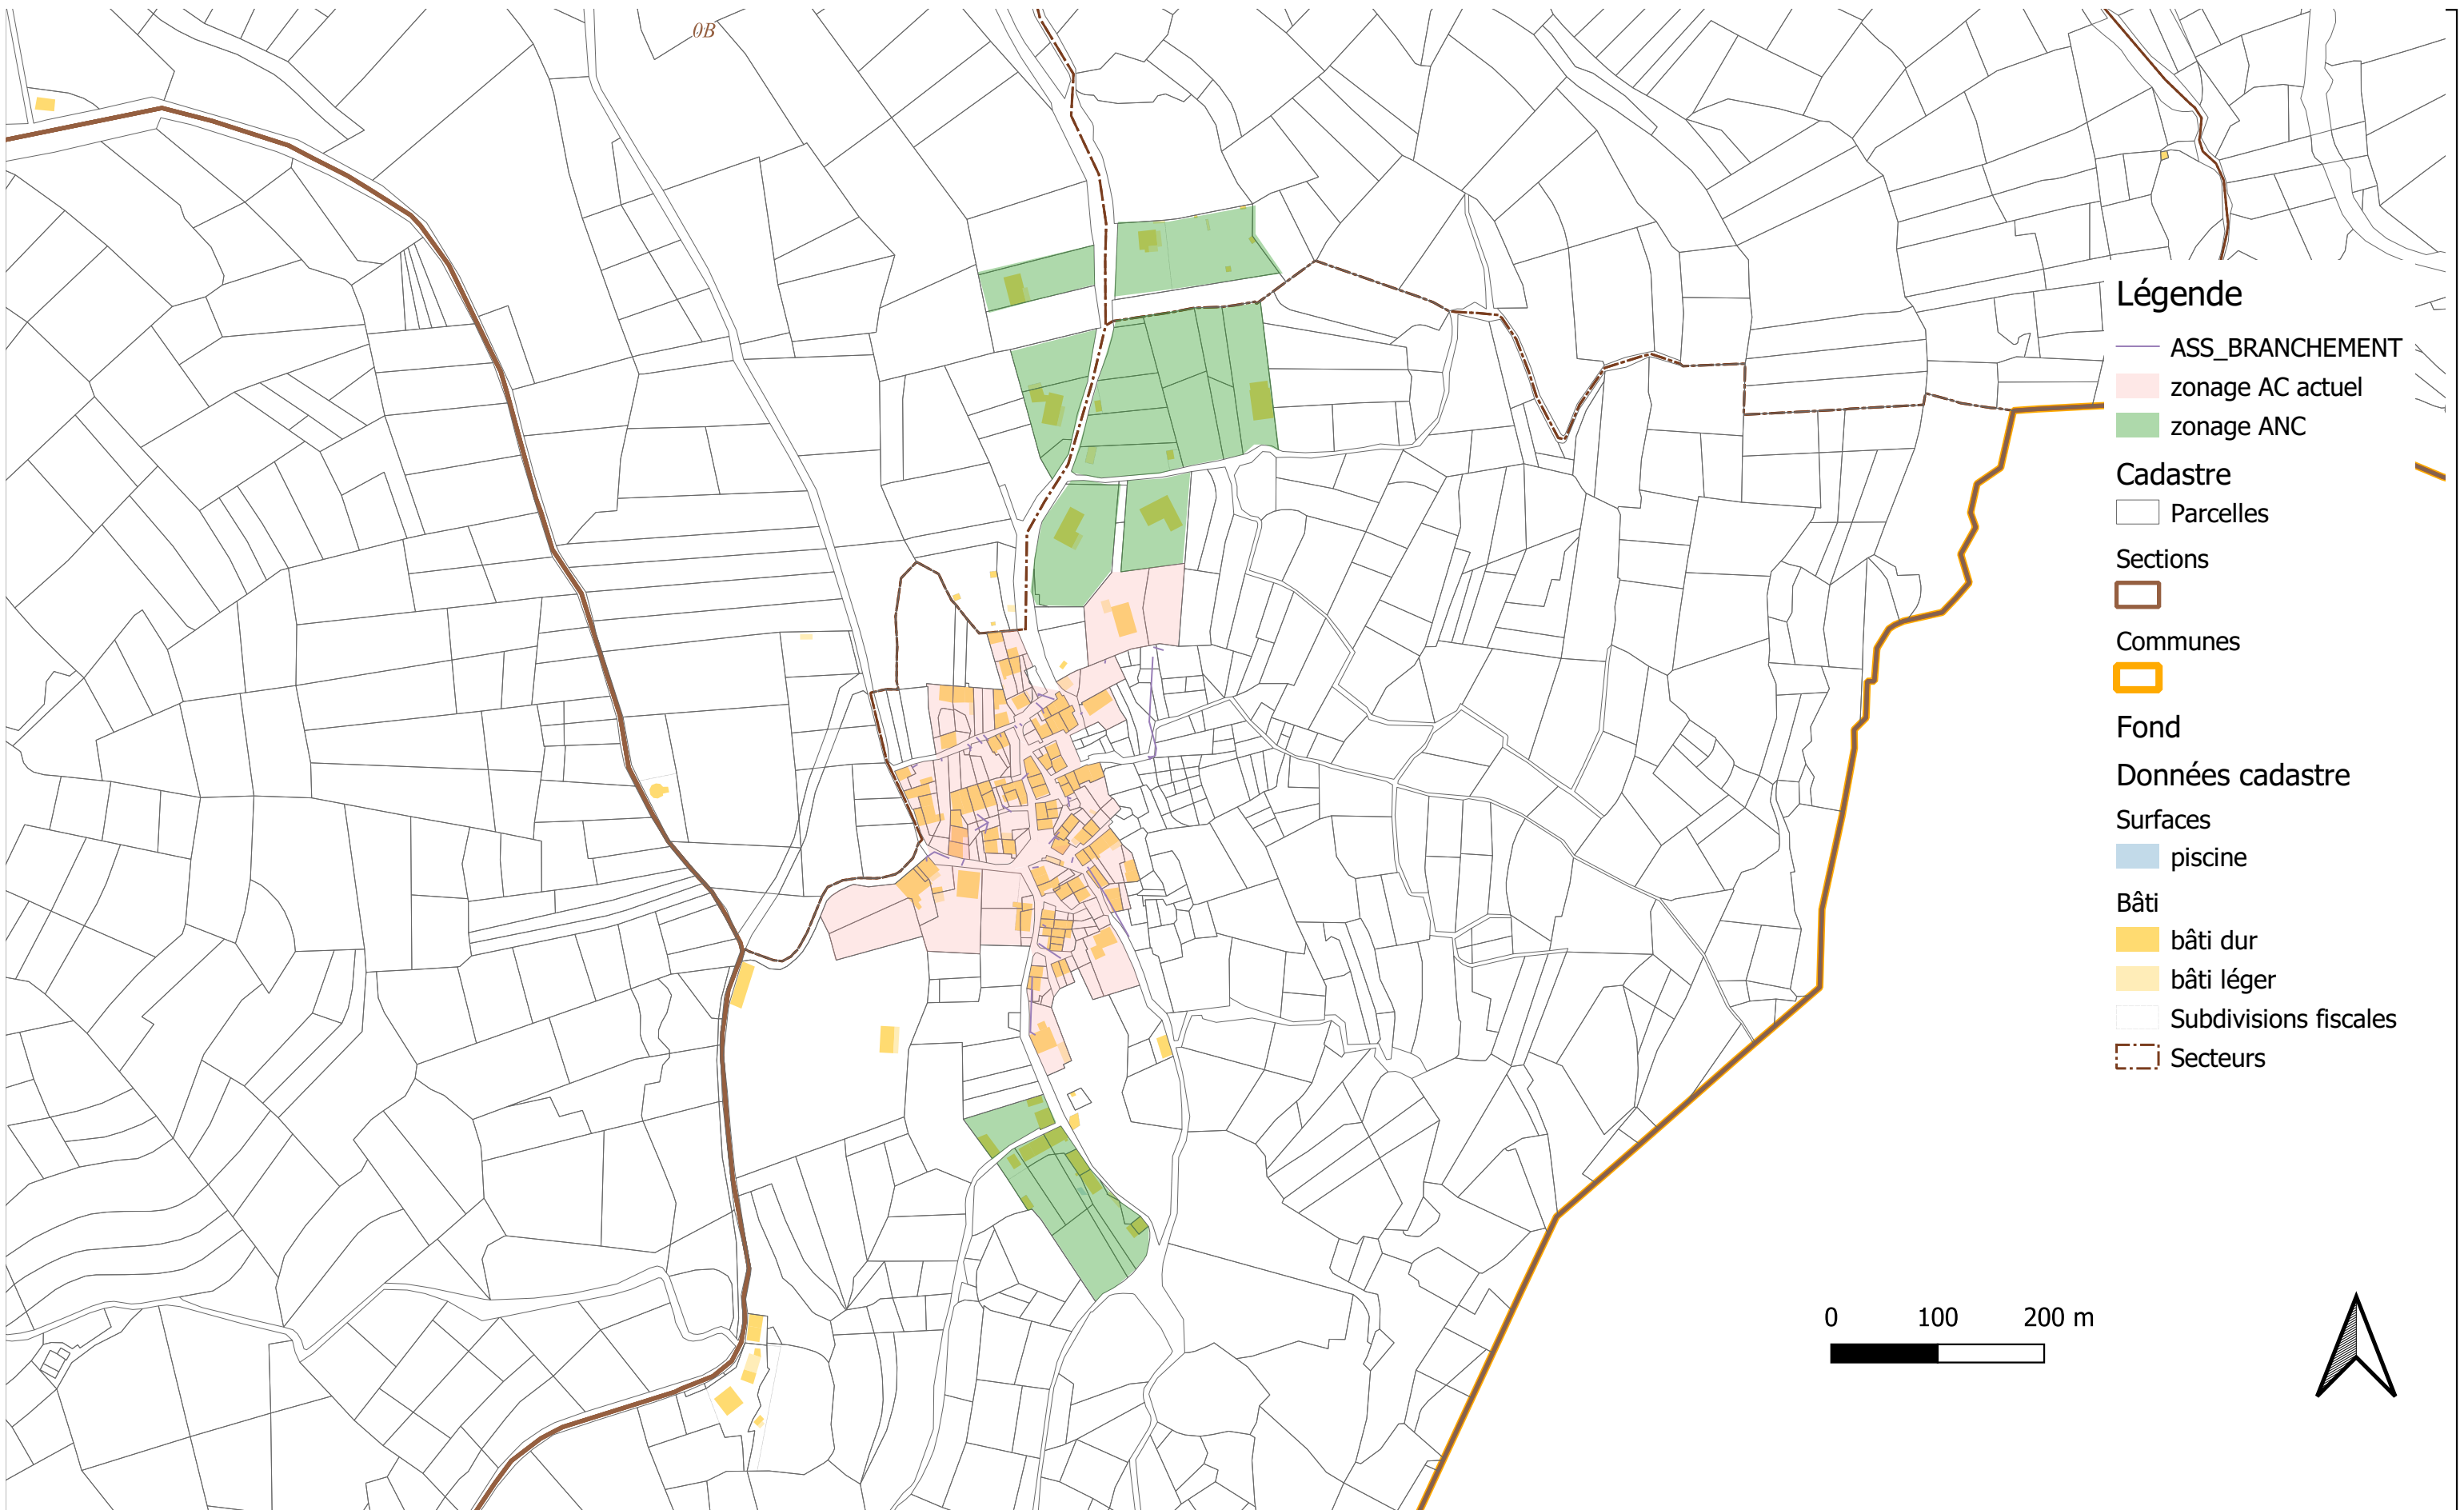 0B
Légende
ASS_BRANCHEMENT
zonage AC actuel
zonage ANC
Cadastre
Parcelles
Sections
Communes
Fond
Données cadastre
Surfaces
piscine
Bâti
bâti dur
bâti léger
Subdivisions fiscales
Secteurs
0 100 200 m